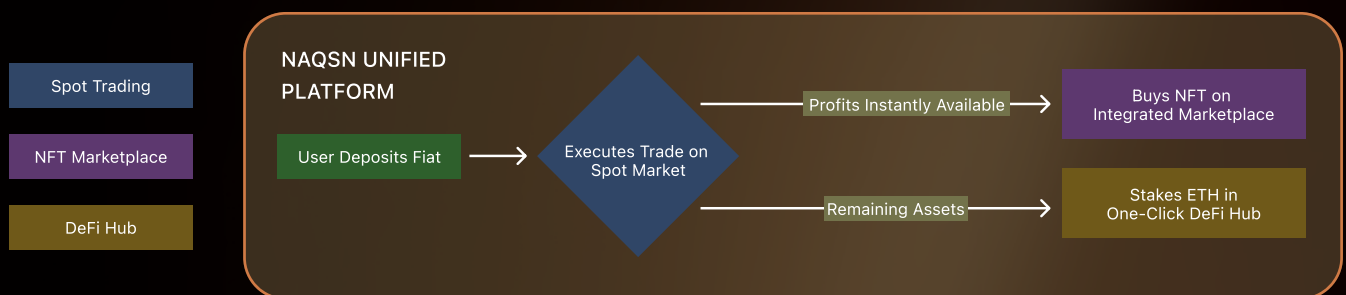 Spot Trading
NFT Marketplace
DeFi Hub
NAQSN UNIFIED
PLATFORM
User Deposits Fiat
Executes Trade on
Spot Market
Profits Instantly Available
Buys NFT on
Integrated Marketplace
Remaining Assets
Stakes ETH in
One-Click DeFi Hub